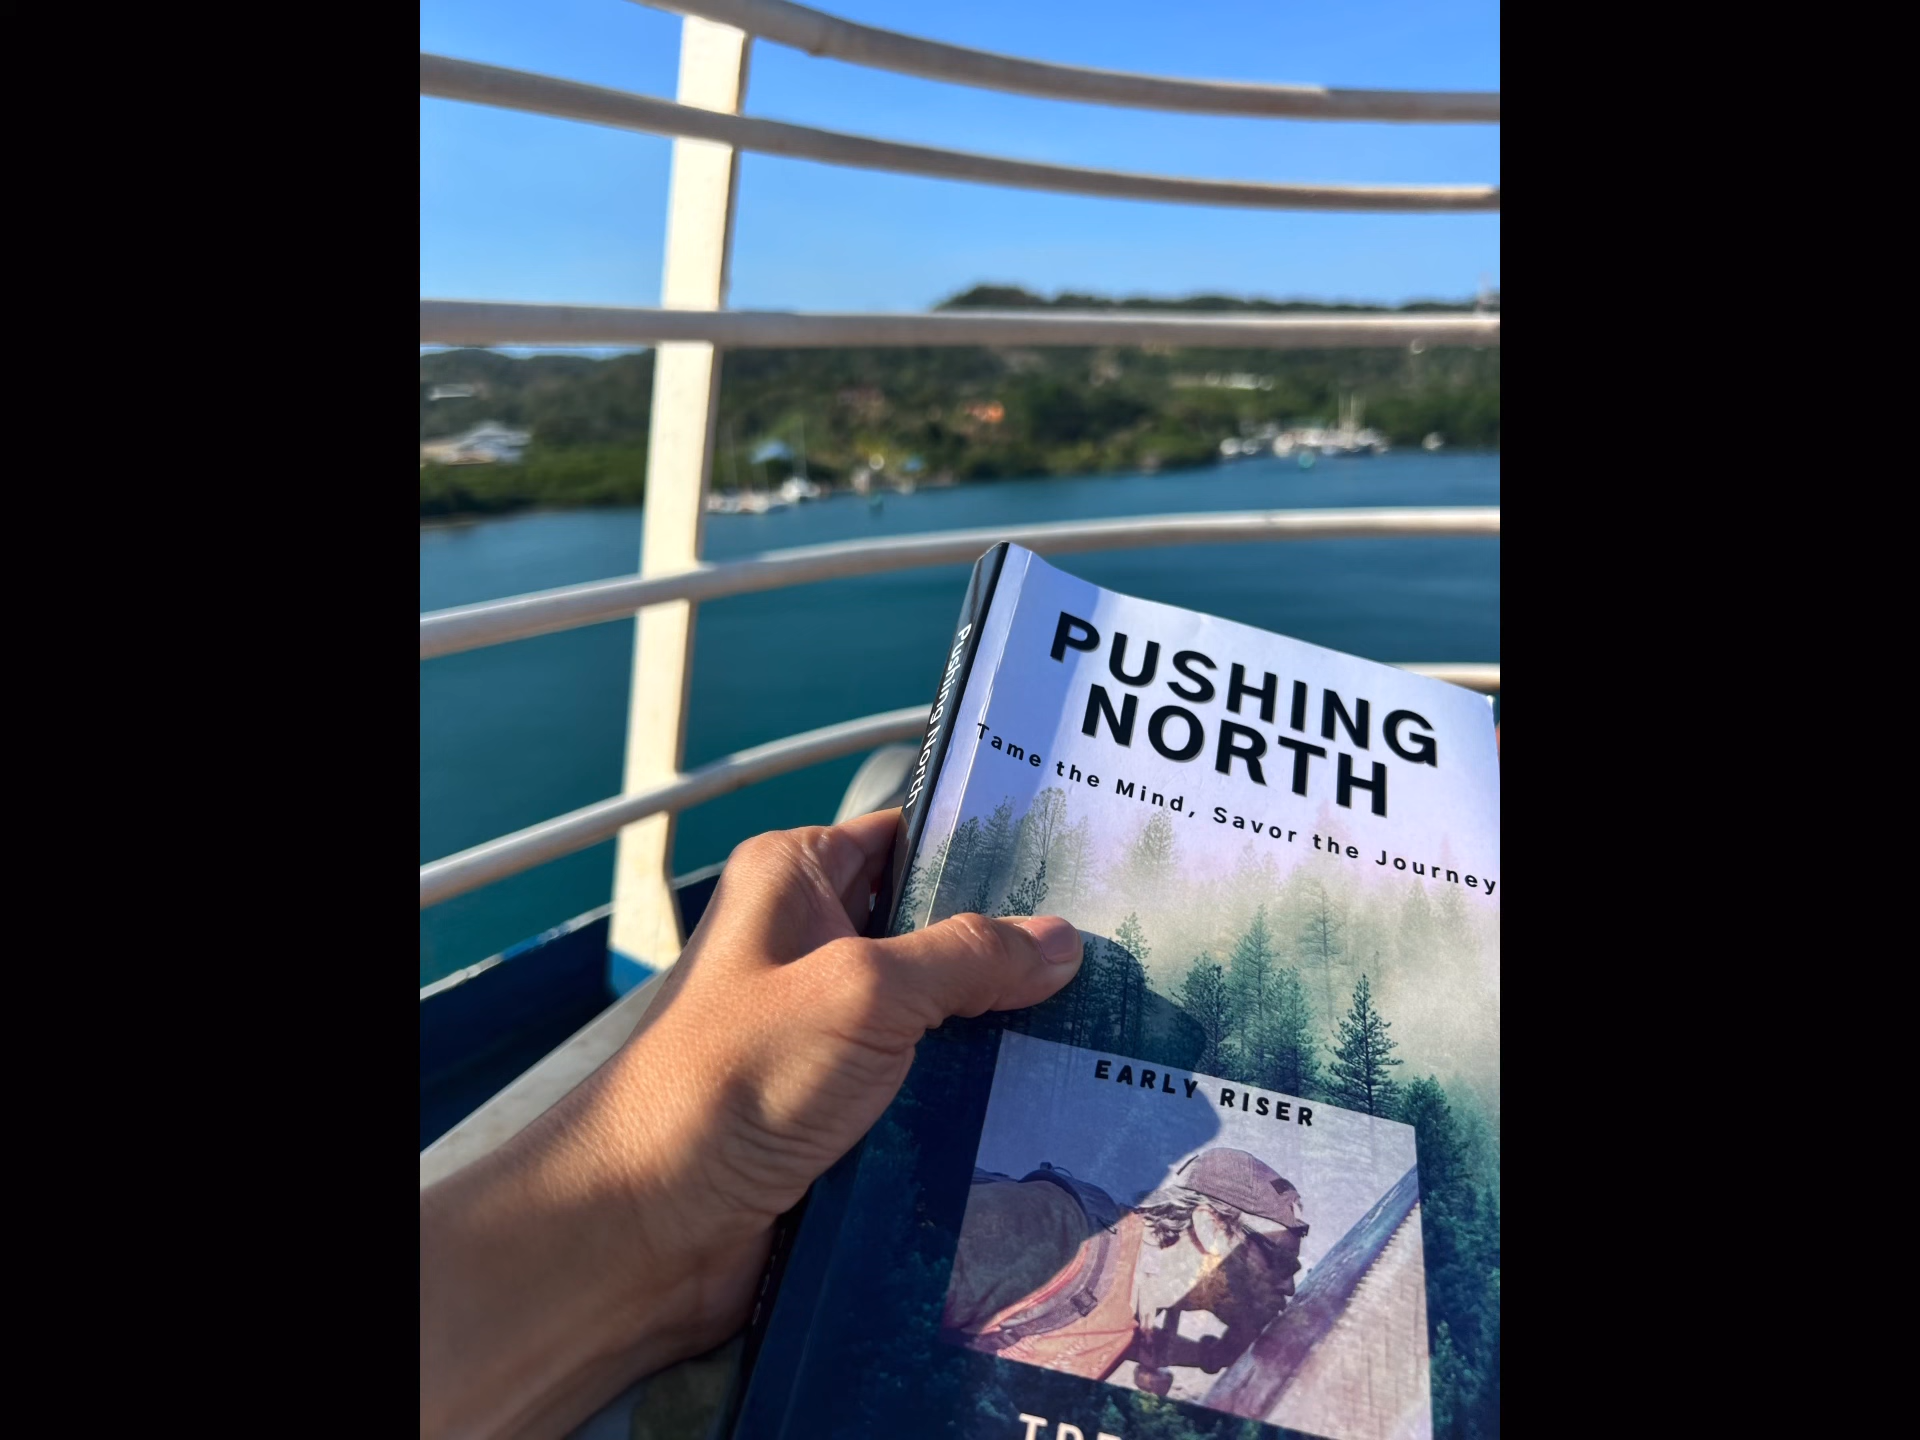 PUSHING
NORTH
Tame the Mind, Savor the Journey
Pushing North
EARLY RISER